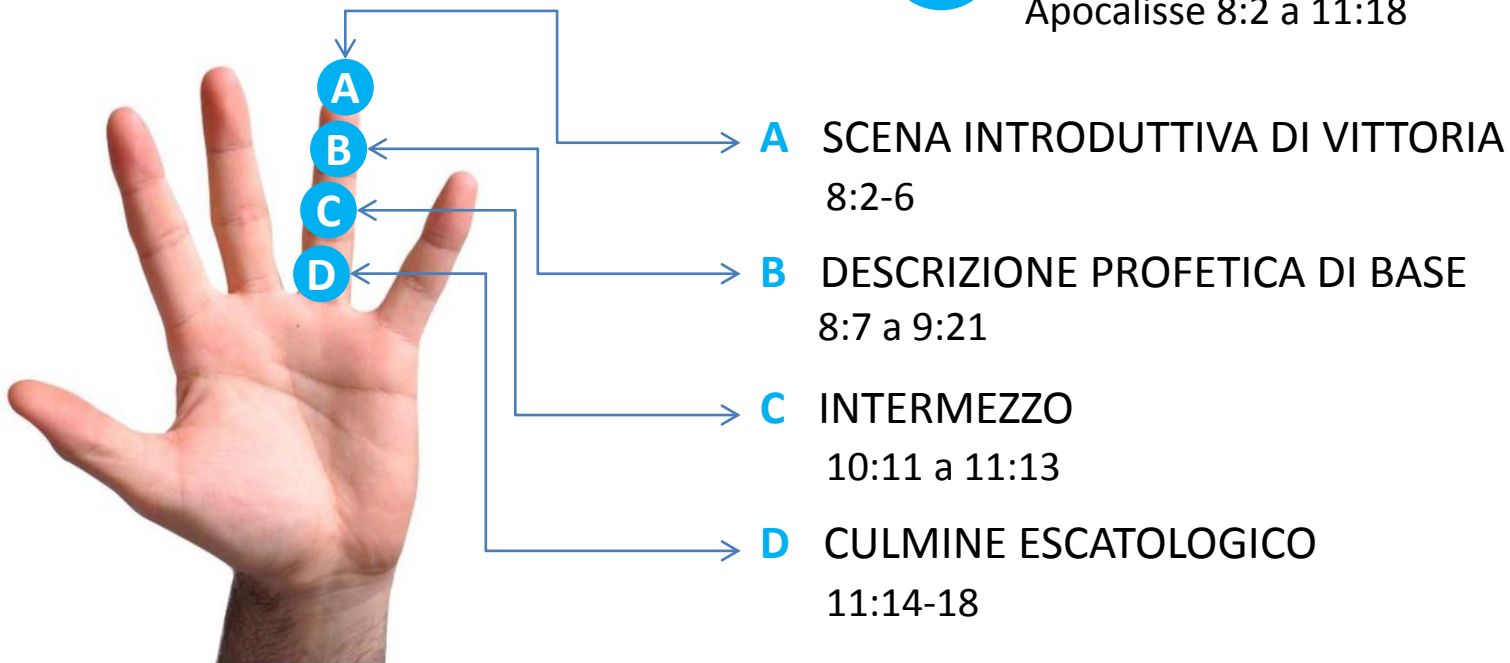 Apocalisse 8:2 a 11:18
A
B
C
D
A SCENA INTRODUTTIVA DI VITTORIA
8:2-6
B DESCRIZIONE PROFETICA DI BASE
8:7 a 9:21
C INTERMEZZO
10:11 a 11:13
D CULMINE ESCATOLOGICO
11:14-18